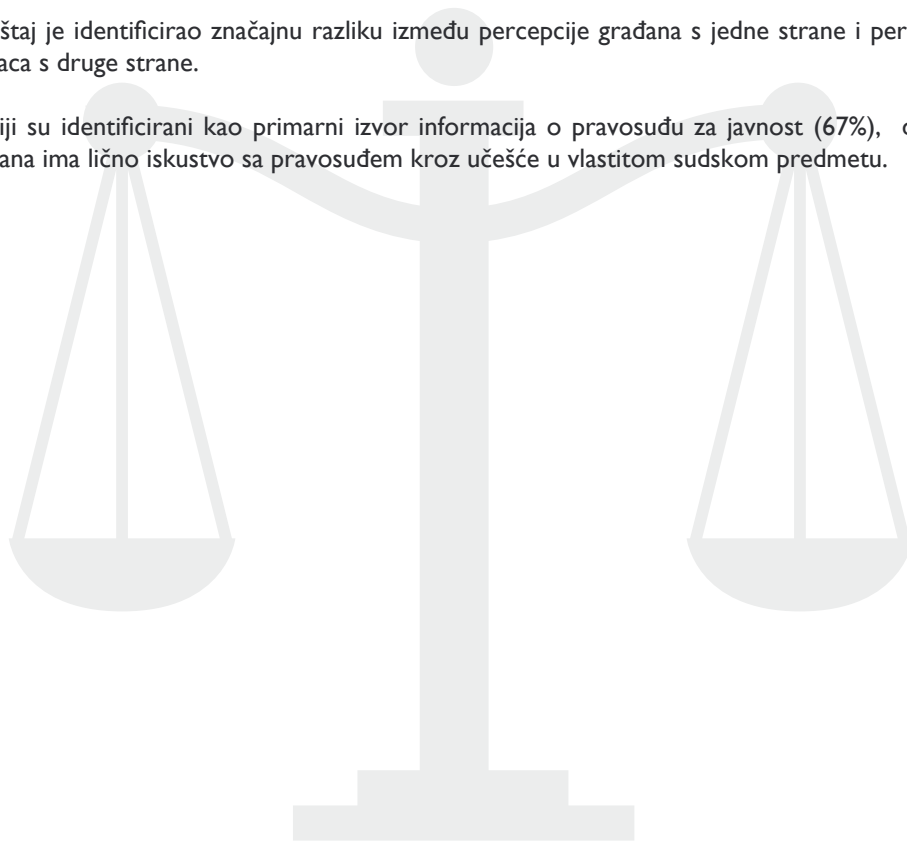 štaj je identificirao značajnu razliku između percepcije građana s jedne strane i per
aca s druge strane.
iji su identificirani kao primarni izvor informacija o pravosuđu za javnost (67%),
ana ima lično iskustvo sa pravosuđem kroz učešće u vlastitom sudskom predmetu.